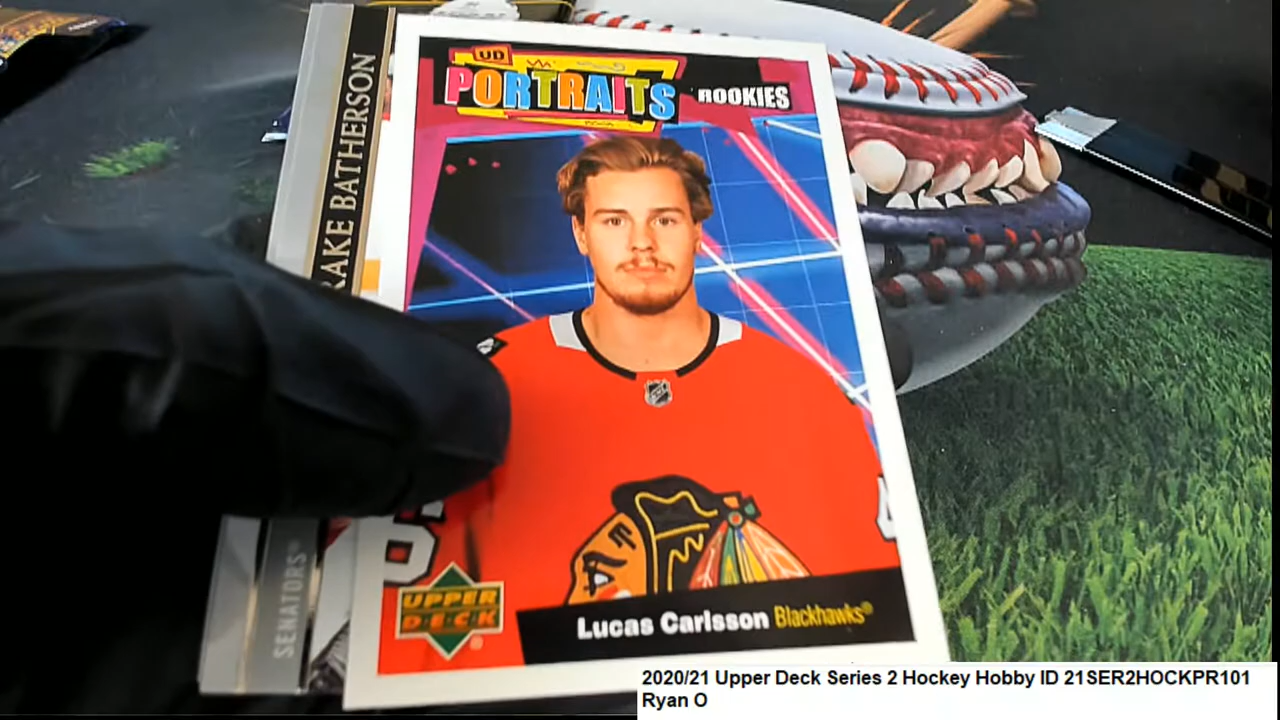 UD
PORTRAITS
ROOKIES
RAKE BATHERSON
SENATORS
UPPER
DECK
Lucas Carlsson Blackhawks®
2020/21 Upper Deck Series 2 Hockey Hobby ID 21SER2HOCKPR101
Ryan O